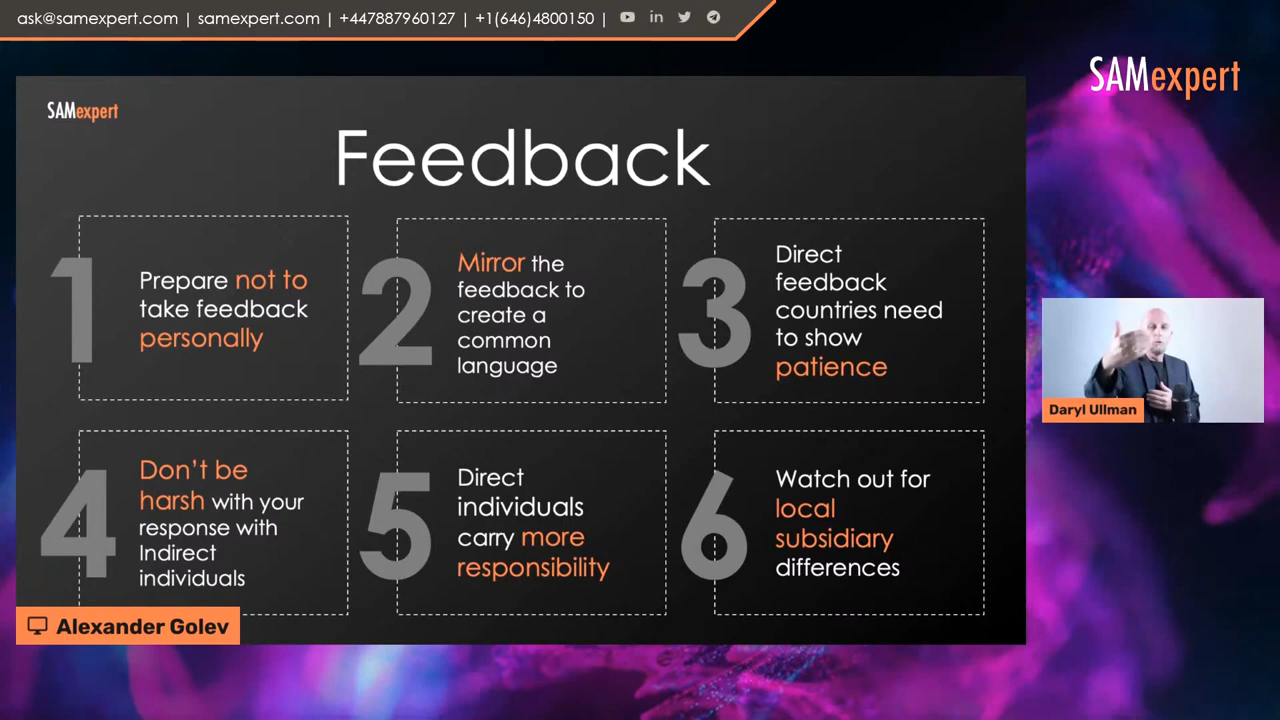 ask@samexpert.com | samexpert.com | +447887960127 | +1(646)4800150 |
SAMexpert
SAMexpert
Feedback
1
Prepare not to
take feedback
personally
2
Mirror the
feedback to
create a
common
language
3
Direct
feedback
countries need
to show
patience
4
Don't be
harsh with your
response with
Indirect
individuals
5
Direct
individuals
carry more
responsibility
6
Watch out for
local
subsidiary
differences
Daryl Ullman
Alexander Golev